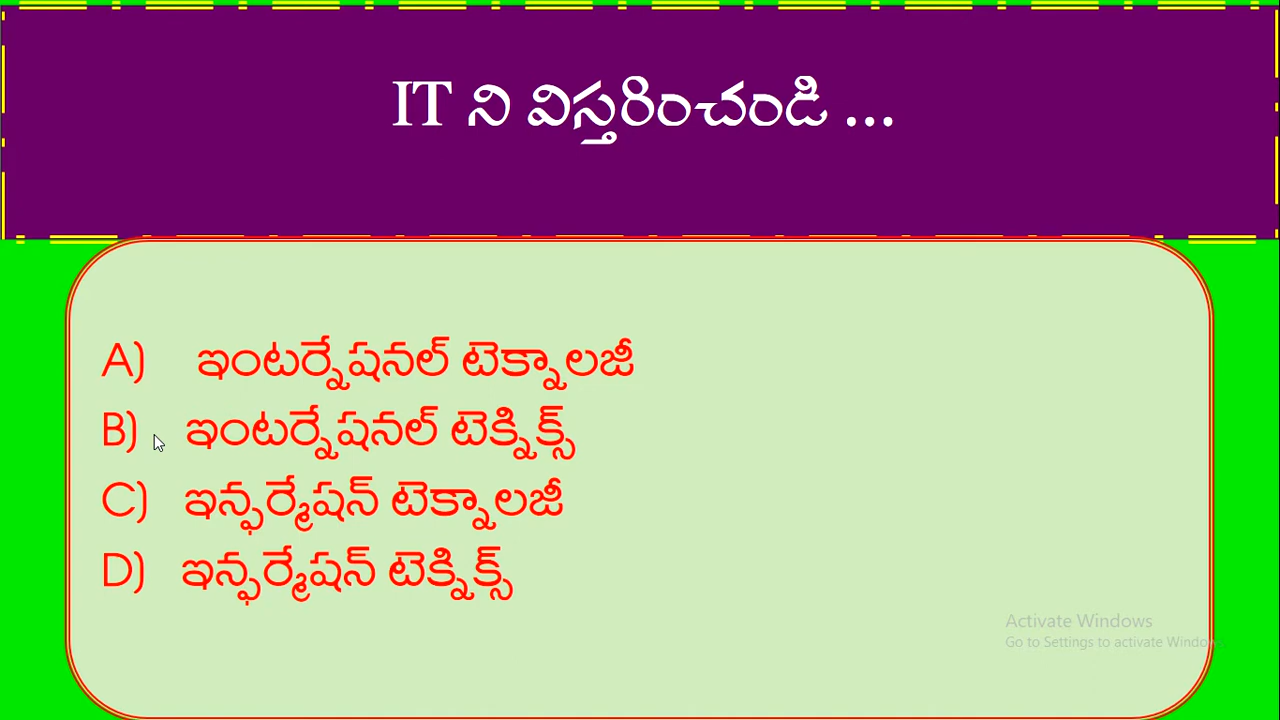 IT ని విస్తరించండి ...
A) ఇంటర్నేషనల్ టెక్నాలజీ
B) ఇంటర్నేషనల్ టెక్నిక్స్
C) ఇన్ఫర్మేషన్ టెక్నాలజీ
D) ఇన్ఫర్మేషన్ టెక్నిక్స్
Activate Windows
Go to Settings to activate Windows.